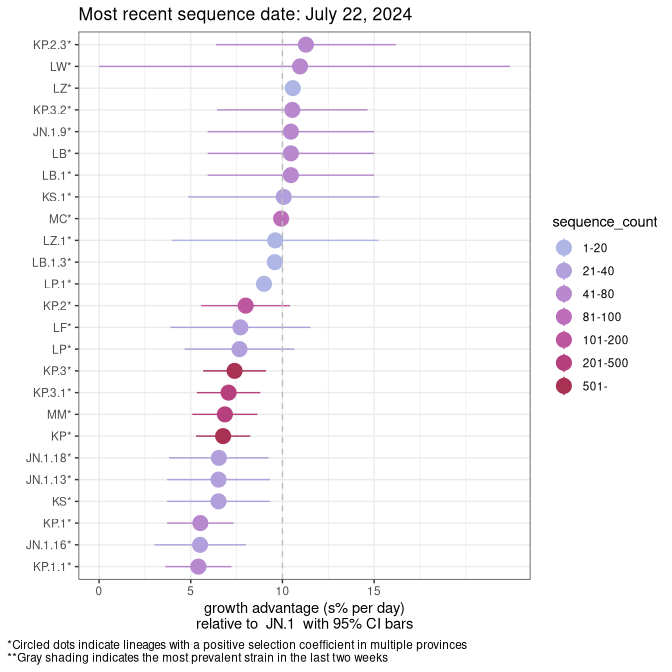 Most recent sequence date: July 22, 2024
KP.2.3*
LW*
LZ*
KP.3.2*
JN.1.9*
LB*
LB.1*
KS.1*
MC*
LZ.1*
LB.1.3*
LP.1*
KP.2*
LF*
LP*
KP.3*
KP.3.1*
MM*
KP*
JN.1.18*
JN.1.13*
KS*
KP.1*
JN.1.16*
KP.1.1*
0 5 10 15
growth advantage (s% per day)
relative to JN.1 with 95% CI bars
sequence_count
1-20
21-40
41-80
81-100
101-200
201-500
501-
*Circled dots indicate lineages with a positive selection coefficient in multiple provinces
**Gray shading indicates the most prevalent strain in the last two weeks